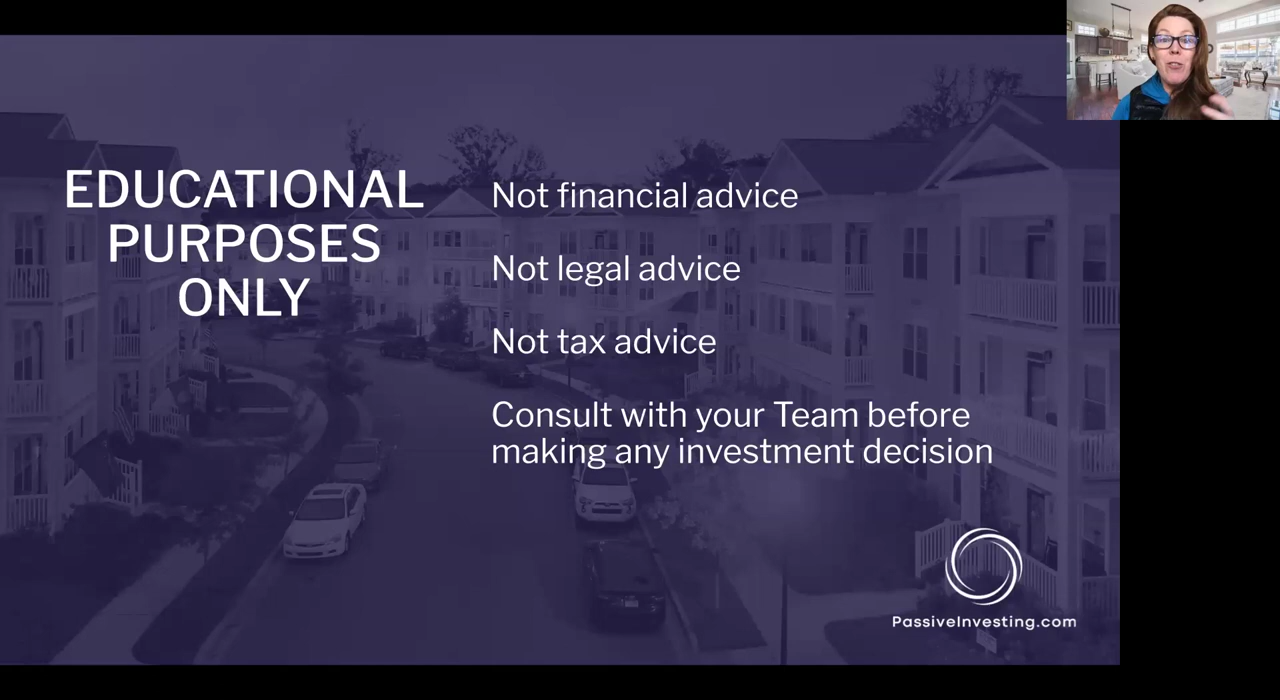 EDUCATIONAL
PURPOSES
ONLY
Not financial advice
Not legal advice
Not tax advice
Consult with your Team before
making any investment decision
PassiveInvesting.com